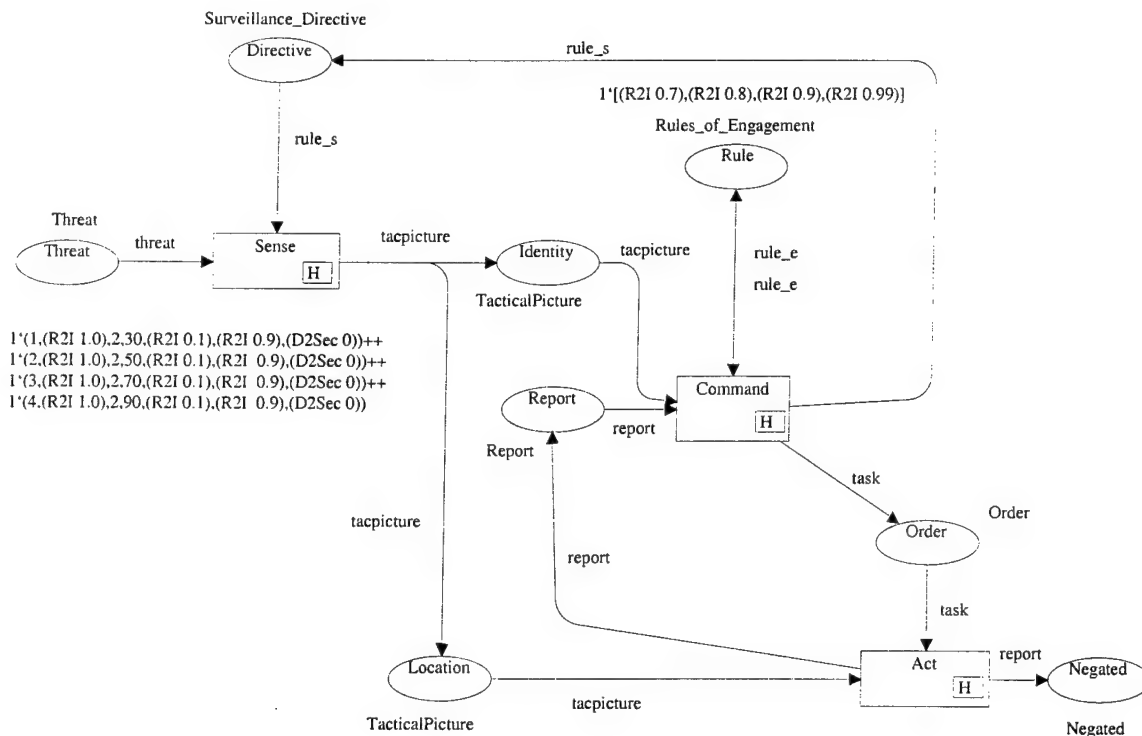 Surveillance_Directive
Directive
rule_s
1‘[(R2I 0.7),(R2I 0.8),(R2I 0.9),(R2I 0.99)]
Rules_of_Engagement
Rule
rule_s
Threat
Threat
threat
Sense
H
tacpicture
Identity
tacpicture
TacticalPicture
rule_e
rule_e
1‘(1,(R2I 1.0),2,30,(R2I 0.1),(R2I 0.9),(D2Sec 0))++
1‘(2,(R2I 1.0),2,50,(R2I 0.1),(R2I 0.9),(D2Sec 0))++
1‘(3,(R2I 1.0),2,70,(R2I 0.1),(R2I 0.9),(D2Sec 0))++
1‘(4,(R2I 1.0),2,90,(R2I 0.1),(R2I 0.9),(D2Sec 0))
Report
report
Report
Command
H
task
Order
Order
tacpicture
report
task
Location
tacpicture
TacticalPicture
Act
H
report
Negated
Negated